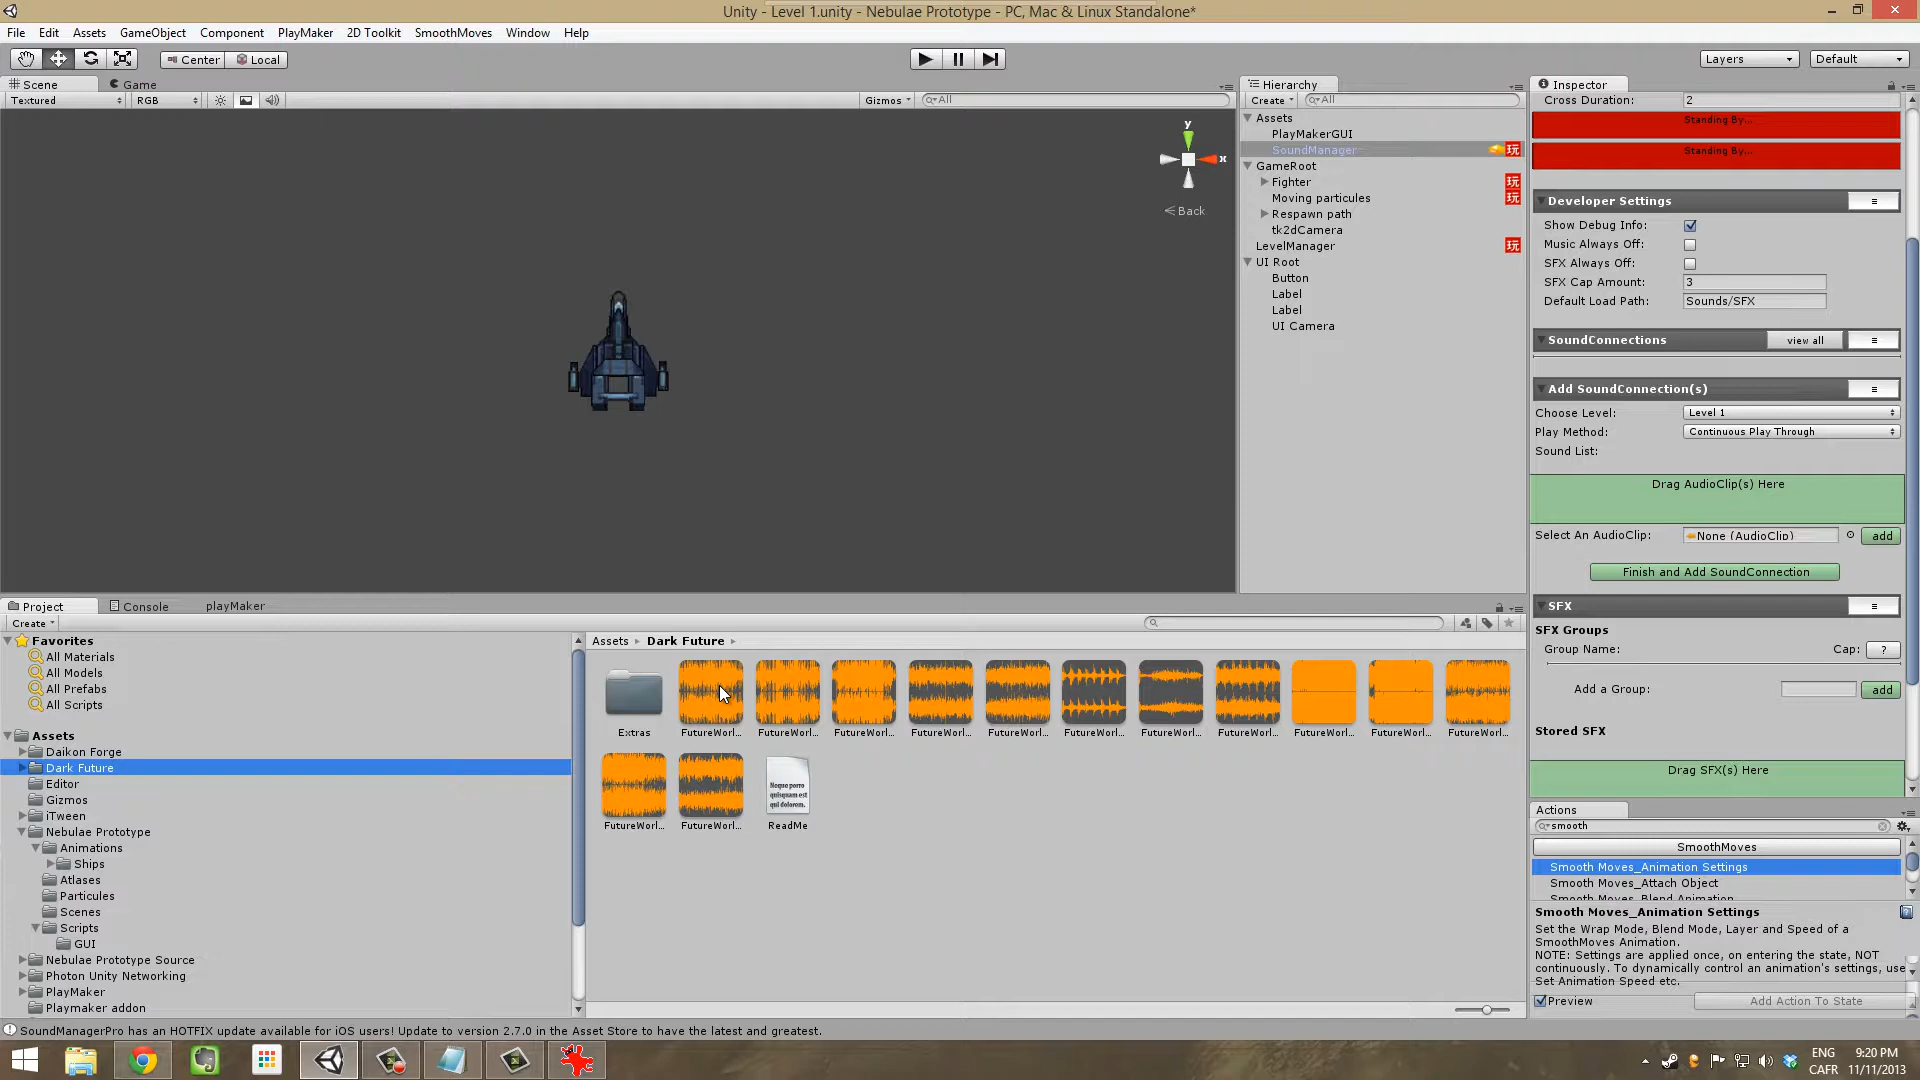 Unity - Level 1.unity - Nebulae Prototype - PC, Mac & Linux Standalone*
File Edit Assets GameObject Component PlayMaker 2D Toolkit SmoothMoves Window Help
Center Local Layers Default
Scene Game
Textured RGB Gizmos All
y
x
Back
Hierarchy
Create All
Assets
PlayMakerGUI
SoundManager 玩
GameRoot
Fighter 玩
Moving particules 玩
Respawn path
tk2dCamera
LevelManager 玩
UI Root
Button
Label
Label
UI Camera
Inspector
Cross Duration: 2
Standing By...
Standing By...
Developer Settings
Show Debug Info:
Music Always Off:
SFX Always Off:
SFX Cap Amount: 3
Default Load Path: Sounds/SFX
SoundConnections view all
Add SoundConnection(s)
Choose Level: Level 1
Play Method: Continuous Play Through
Sound List:
Drag AudioClip(s) Here
Select An AudioClip: None (AudioClip) add
Finish and Add SoundConnection
SFX
SFX Groups
Group Name: Cap: ?
Add a Group: add
Stored SFX
Drag SFX(s) Here
Actions
smooth
SmoothMoves
Smooth Moves_Animation Settings
Smooth Moves_Attach Object
Smooth Moves_Blend Animation
Smooth Moves_Animation Settings
Set the Wrap Mode, Blend Mode, Layer and Speed of a
SmoothMoves Animation.
NOTE: Settings are applied once, on entering the state, NOT
continuously. To dynamically control an animation's settings, use
Set Animation Speed etc.
Preview Add Action To State
Project Console playMaker
Create
Favorites
All Materials
All Models
All Prefabs
All Scripts
Assets
Daikon Forge
Dark Future
Editor
Gizmos
iTween
Nebulae Prototype
Animations
Ships
Atlases
Particules
Scenes
Scripts
GUI
Nebulae Prototype Source
Photon Unity Networking
PlayMaker
Playmaker addon
Assets Dark Future
Extras FutureWorl... FutureWorl... FutureWorl... FutureWorl... FutureWorl... FutureWorl... FutureWorl... FutureWorl... FutureWorl... FutureWorl... FutureWorl...
Neque porro
quisquam est
qui dolorem.
FutureWorl... FutureWorl... ReadMe
SoundManagerPro has an HOTFIX update available for iOS users! Update to version 2.7.0 in the Asset Store to have the latest and greatest.
ENG 9:20 PM
CAFR 11/11/2013